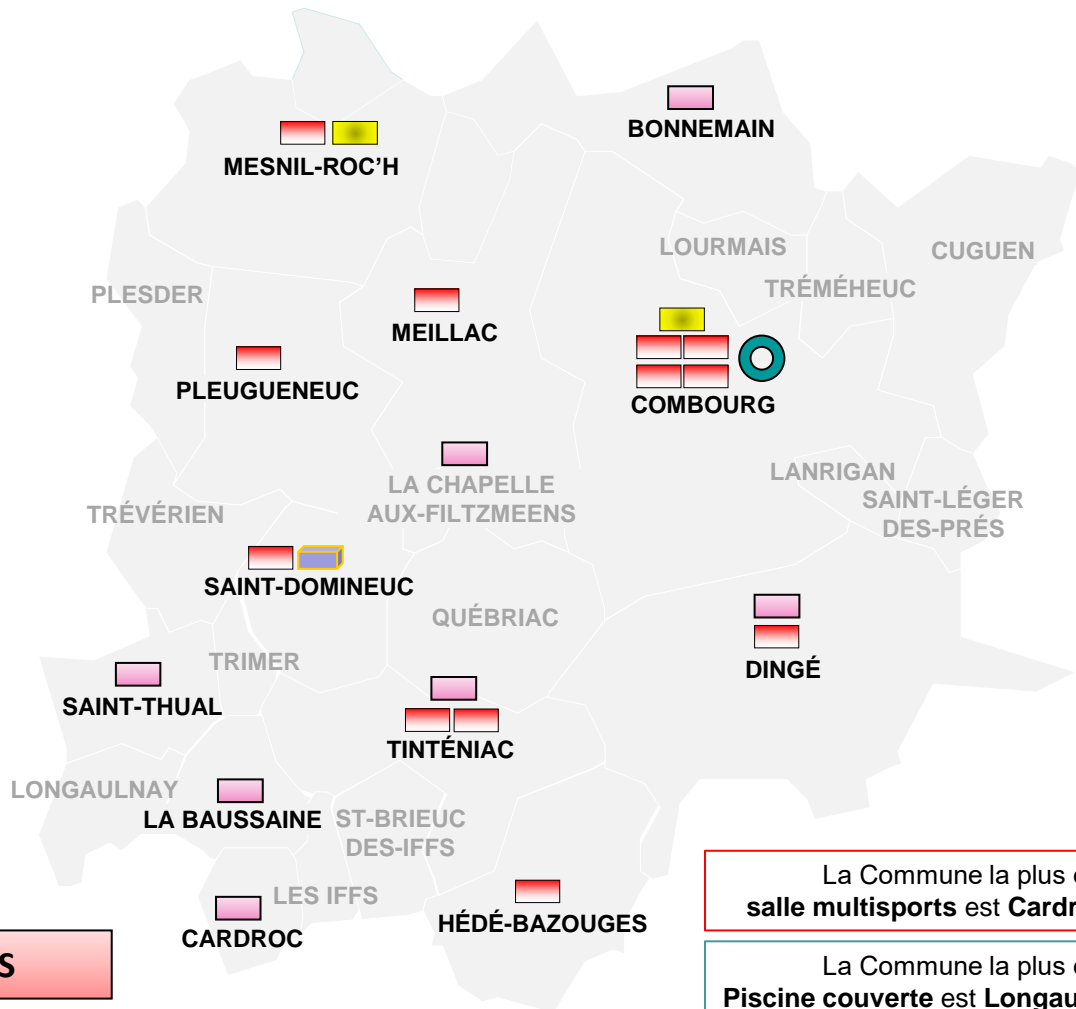 BONNEMAIN
MESNIL-ROC'H
LOURMAIS
CUGUEN
TRÉMÉHEUC
PLESDER
MEILLAC
PLEUGUENEUC
COMBOURG
LA CHAPELLE
AUX-FILTZMEENS
LANRIGAN
SAINT-LÉGER
DES-PRÉS
TRÉVÉRIEN
SAINT-DOMINEUC
QUÉBRIAC
TRIMER
DINGÉ
SAINT-THUAL
TINTÉNIAC
LONGAULNAY
LA BAUSSAINE
ST-BRIEUC
DES-IFFS
LES IFFS
CARDROC
HÉDÉ-BAZOUGES
La Commune la plus
salle multisports est
S
La Commune la plus
Piscine couverte est